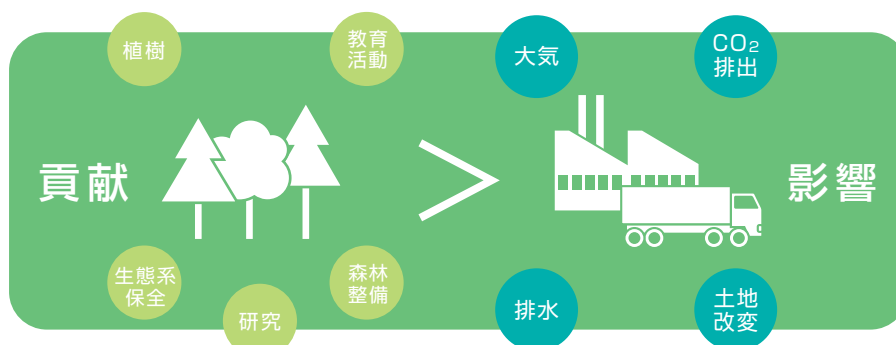 植樹
教育
活動
大気
CO₂
排出
貢献
>
影響
生態系
保全
研究
森林
整備
排水
土地
改変